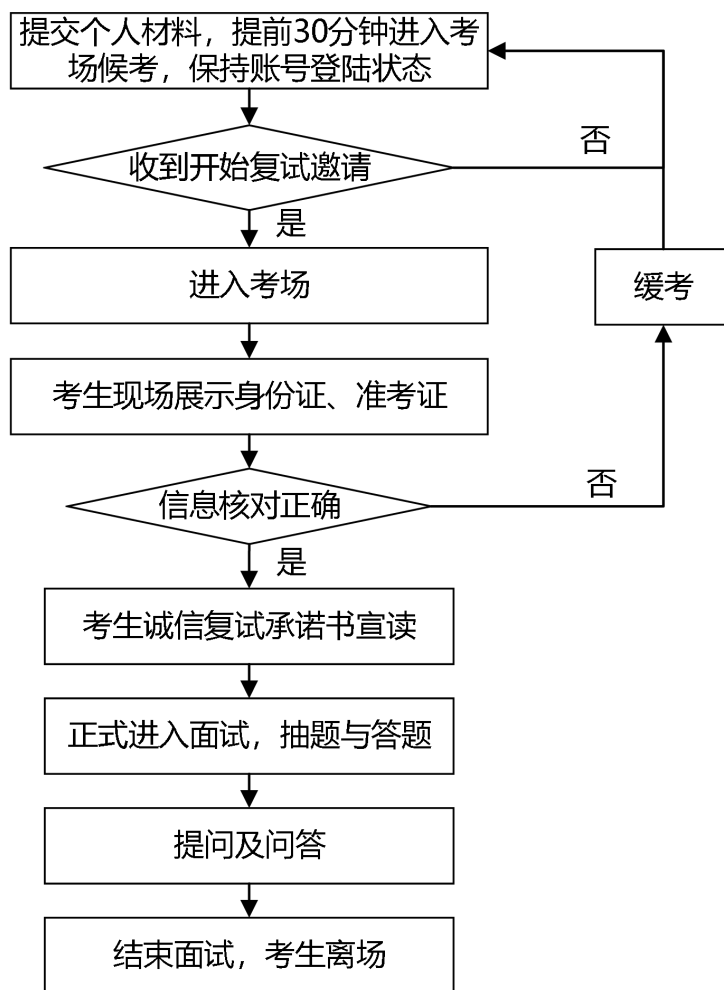 提交个人材料，提前30分钟进入考
场候考，保持账号登陆状态
否
收到开始复试邀请
是
进入考场
缓考
考生现场展示身份证、准考证
否
信息核对正确
是
考生诚信复试承诺书宣读
正式进入面试，抽题与答题
提问及问答
结束面试，考生离场